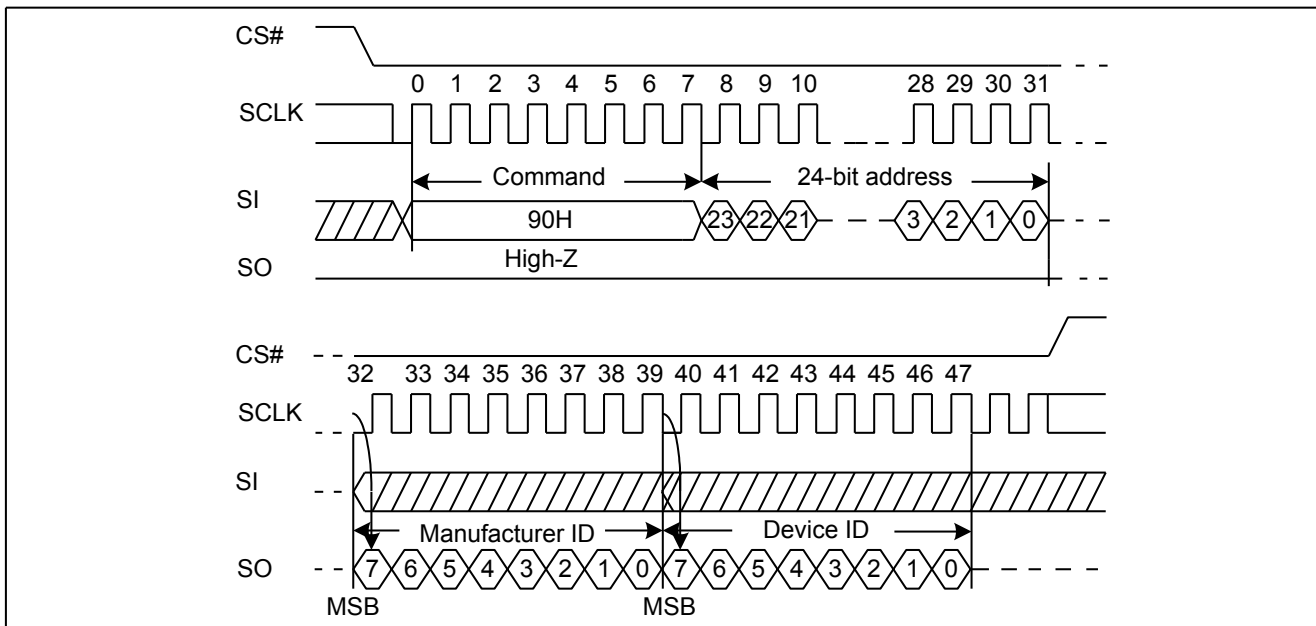 CS#
0 1 2 3 4 5 6 7 8 9 10 28 29 30 31
SCLK
Command 24-bit address
SI
90H 23 22 21 3 2 1 0
High-Z
SO
CS#
32 33 34 35 36 37 38 39 40 41 42 43 44 45 46 47
SCLK
SI
Manufacturer ID Device ID
SO 7 6 5 4 3 2 1 0 7 6 5 4 3 2 1 0
MSB MSB